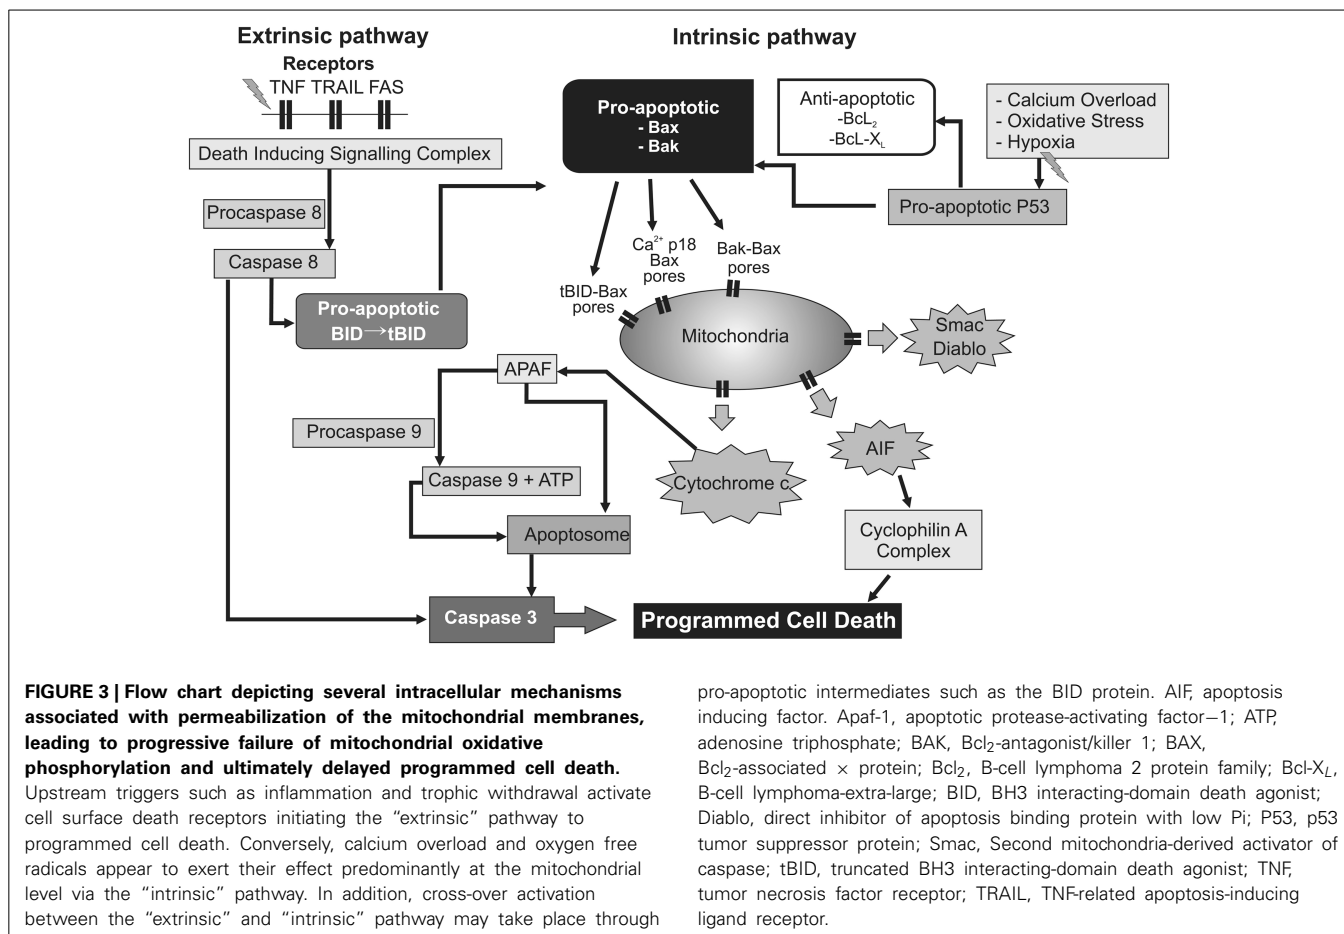 Extrinsic pathway
Receptors
TNF TRAIL FAS
Death Inducing Signalling Complex
Procaspase 8
Caspase 8
Pro-apoptotic
BID→tBID
Intrinsic pathway
Pro-apoptotic
- Bax
- Bak
Anti-apoptotic
-BcL2
-BcL-XL
- Calcium Overload
- Oxidative Stress
- Hypoxia
Pro-apoptotic P53
tBID-Bax
pores
Ca2+ p18
Bax
pores
Bak-Bax
pores
Mitochondria
Smac
Diablo
APAF
Procaspase 9
Caspase 9 + ATP
Apoptosome
Cytochrome c
AIF
Cyclophilin A
Complex
Caspase 3
Programmed Cell Death
FIGURE 3 | Flow chart depicting several intracellular mechanisms
associated with permeabilization of the mitochondrial membranes,
leading to progressive failure of mitochondrial oxidative
phosphorylation and ultimately delayed programmed cell death.
Upstream triggers such as inflammation and trophic withdrawal activate
cell surface death receptors initiating the “extrinsic” pathway to
programmed cell death. Conversely, calcium overload and oxygen free
radicals appear to exert their effect predominantly at the mitochondrial
level via the “intrinsic” pathway. In addition, cross-over activation
between the “extrinsic” and “intrinsic” pathway may take place through
pro-apoptotic intermediates such as the BID protein. AIF, apoptosis
inducing factor. Apaf-1, apoptotic protease-activating factor−1; ATP,
adenosine triphosphate; BAK, Bcl2-antagonist/killer 1; BAX,
Bcl2-associated × protein; Bcl2, B-cell lymphoma 2 protein family; Bcl-XL,
B-cell lymphoma-extra-large; BID, BH3 interacting-domain death agonist;
Diablo, direct inhibitor of apoptosis binding protein with low Pi; P53, p53
tumor suppressor protein; Smac, Second mitochondria-derived activator of
caspase; tBID, truncated BH3 interacting-domain death agonist; TNF,
tumor necrosis factor receptor; TRAIL, TNF-related apoptosis-inducing
ligand receptor.